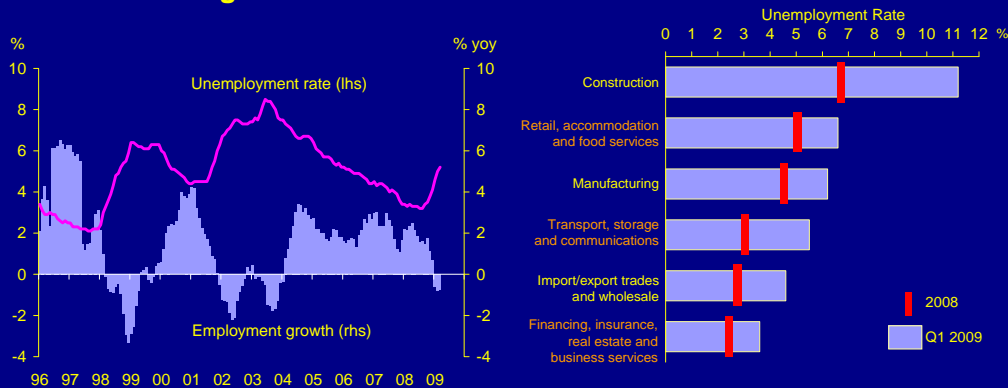 %
% yoy
10
8
6
4
2
0
-2
-4
10
8
6
4
2
0
-2
-4
Unemployment rate (lhs)
Employment growth (rhs)
96 97 98 99 00 01 02 03 04 05 06 07 08 09
Unemployment Rate
0 1 2 3 4 5 6 7 8 9 10 11 12 %
Construction
Retail, accommodation
and food services
Manufacturing
Transport, storage
and communications
Import/export trades
and wholesale
Financing, insurance,
real estate and
business services
2008
Q1 2009